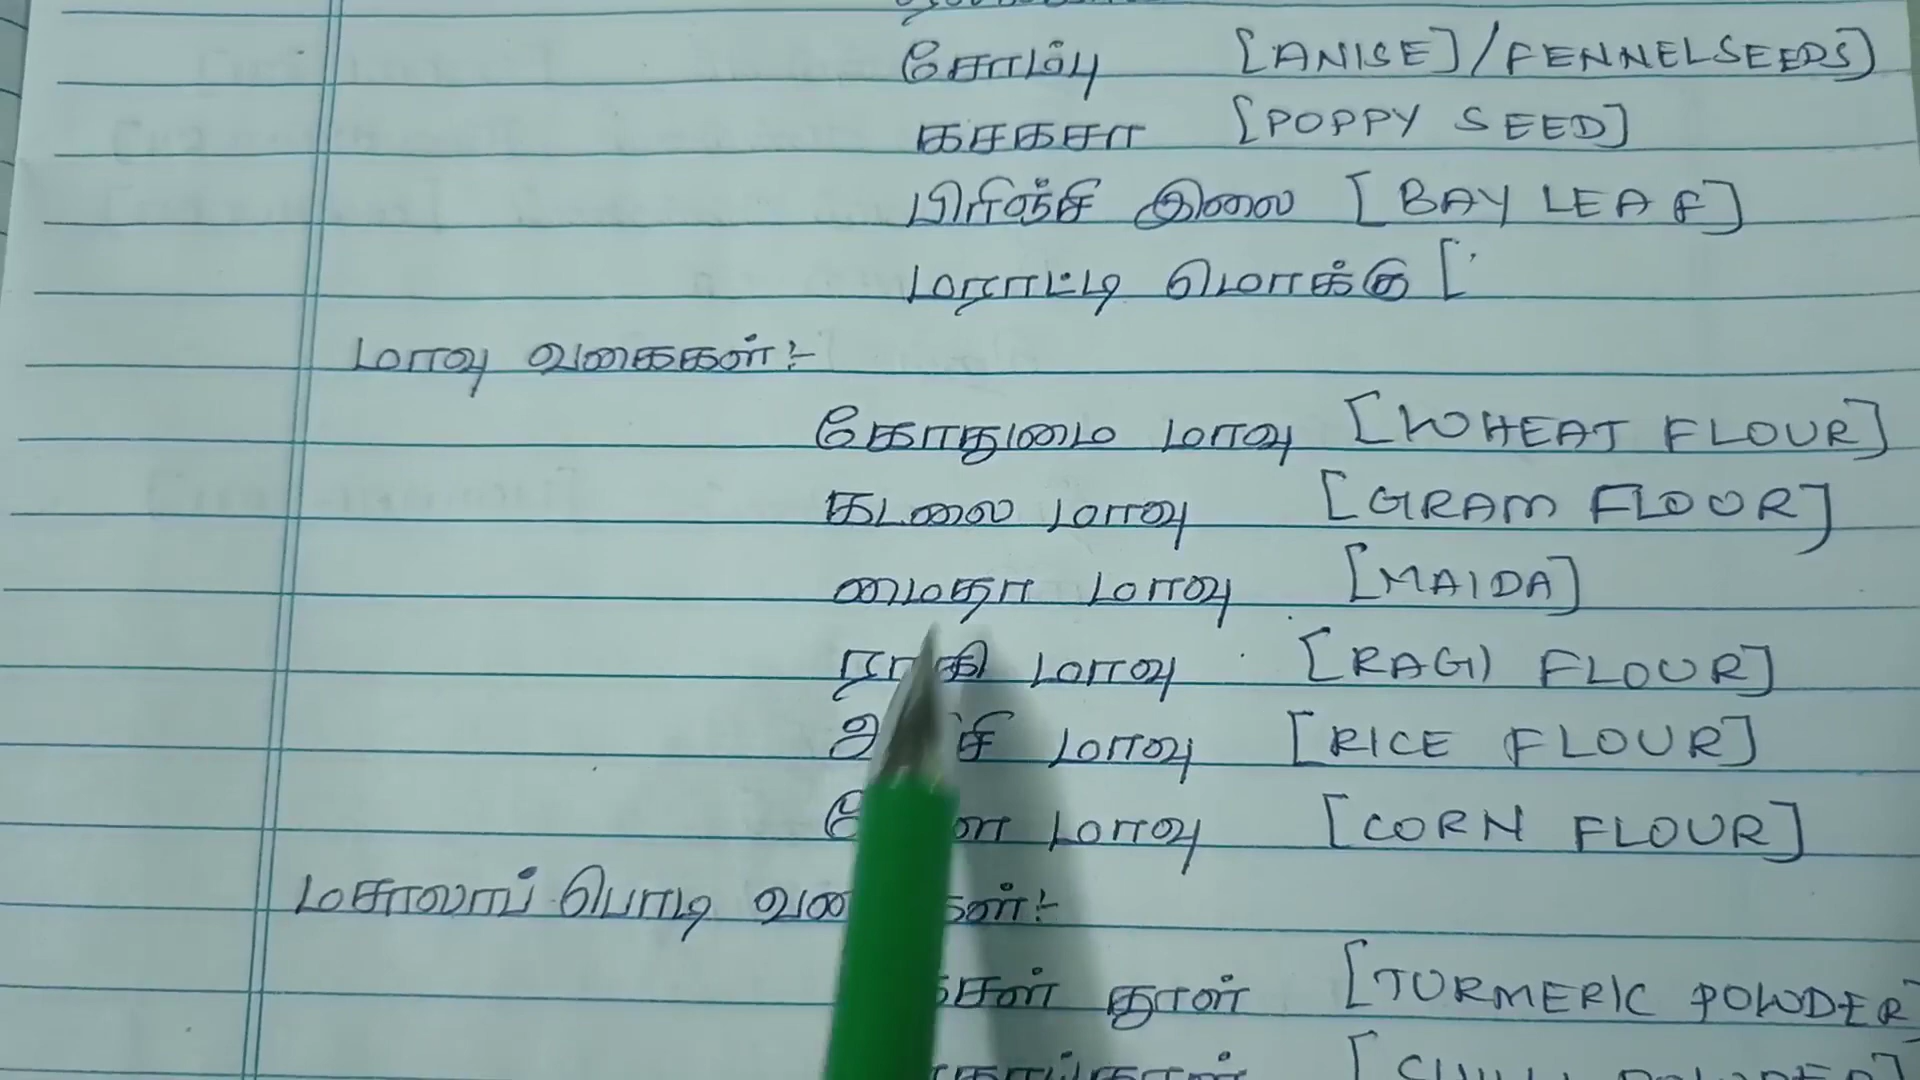 சோம்பு [ANISE]/FENNELSEEDS]
கசகசா [POPPY SEED]
பிரிஞ்சி இலை [BAY LEAF]
மராட்டி மொக்கு [
மாவு வகைகள்:-
கோதுமை மாவு [WHEAT FLOUR]
கடலை மாவு [GRAM FLOUR]
மைதா மாவு [MAIDA]
மாவு [RAGI FLOUR]
மாவு [RICE FLOUR]
மாவு [CORN FLOUR]
மசாலாப் பொடி
தூள் [TURMERIC POWDER]